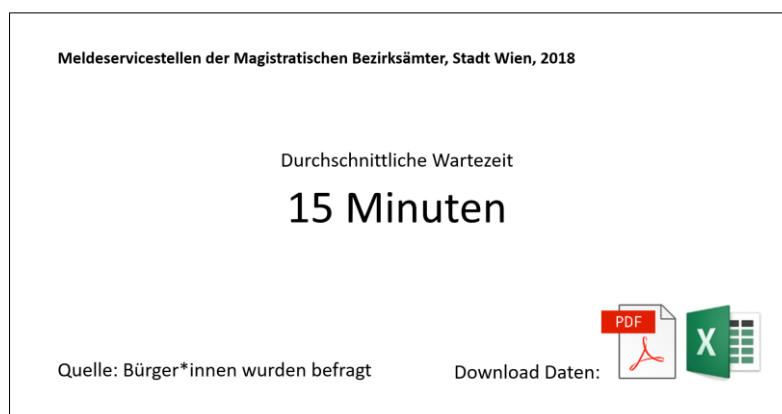 Meldeservicestellen der Magistratischen Bezirksämter, Stadt Wien, 2018
Durchschnittliche Wartezeit
15 Minuten
Quelle: Bürger*innen wurden befragt
Download Daten:
PDF
X